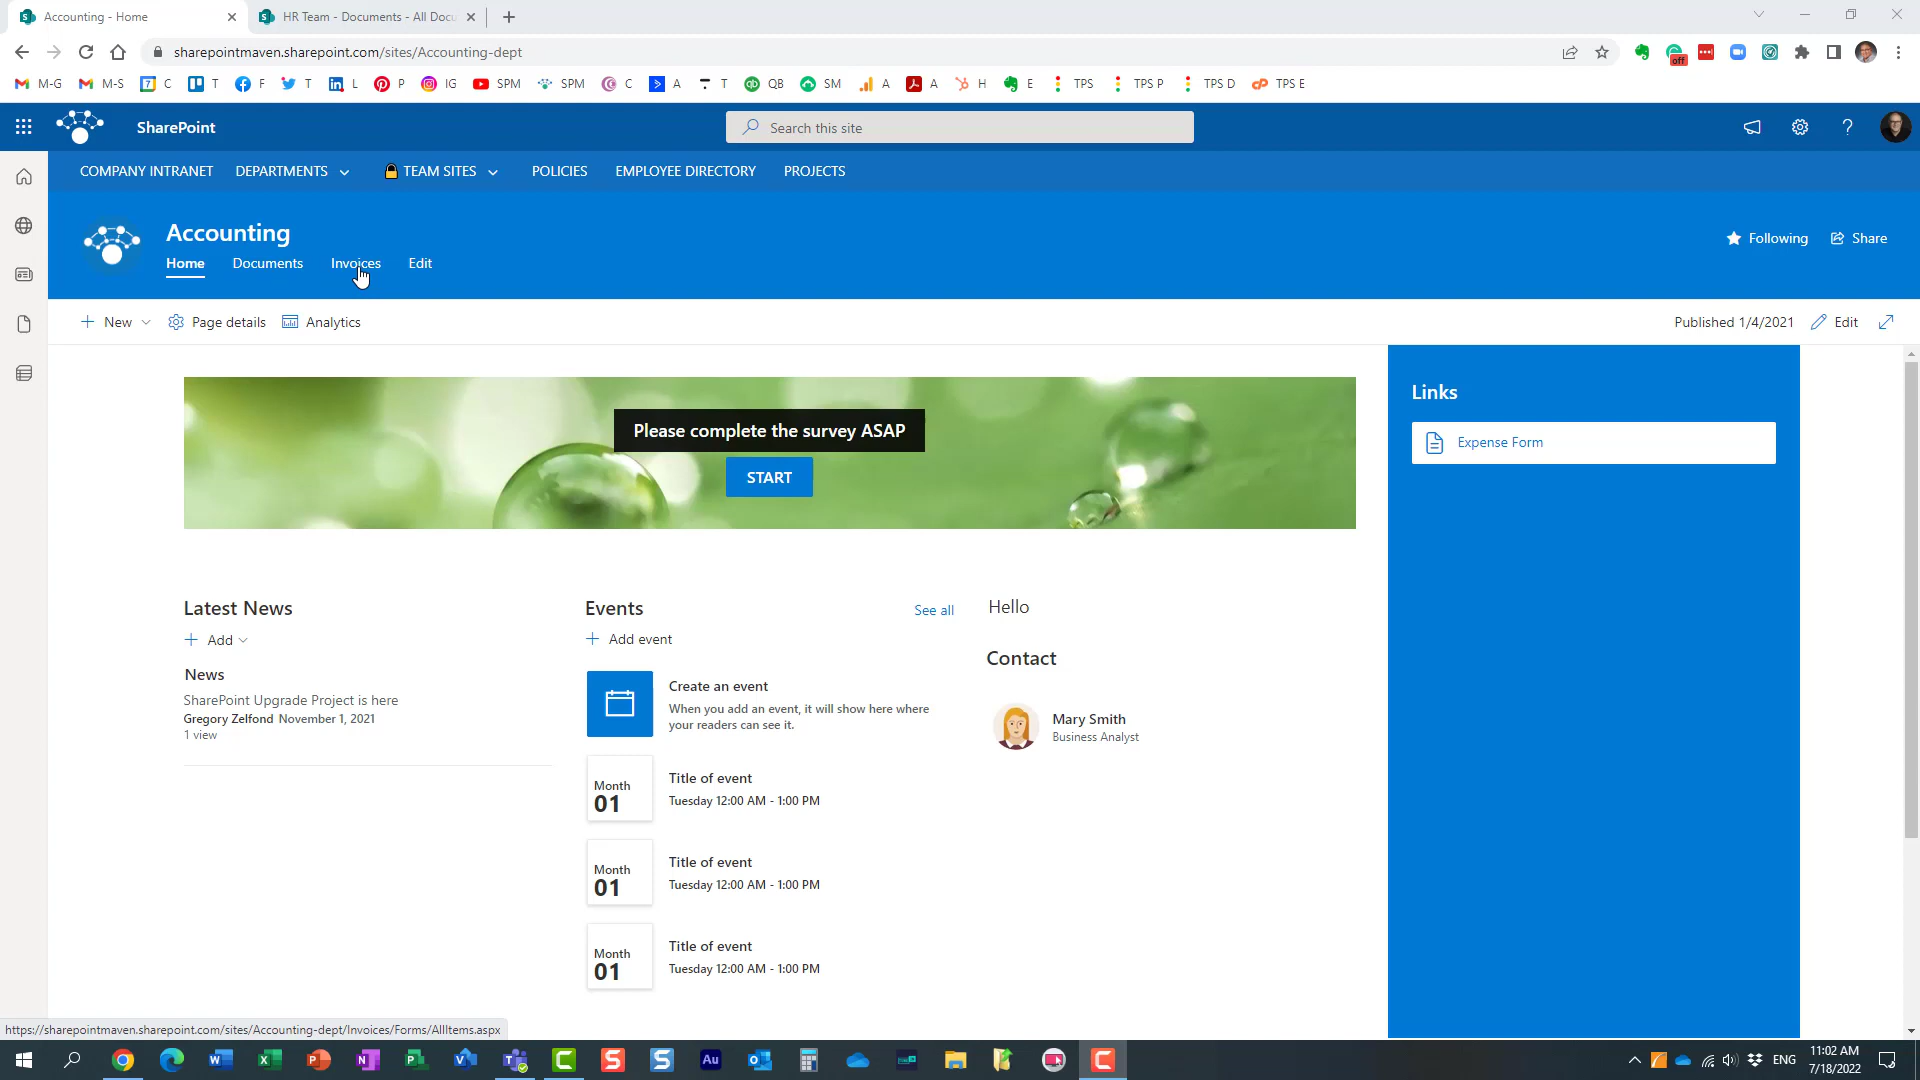 Accounting - Home
HR Team - Documents - All Docu
sharepointmaven.sharepoint.com/sites/Accounting-dept
M-G
M-S
C
T
F
T
L
P
IG
SPM
SPM
C
A
T
QB
SM
A
A
H
E
TPS
TPS P
TPS D
TPS E
off
SharePoint
Search this site
COMPANY INTRANET
DEPARTMENTS
TEAM SITES
POLICIES
EMPLOYEE DIRECTORY
PROJECTS
Accounting
Home
Documents
Invoices
Edit
Following
Share
New
Page details
Analytics
Published 1/4/2021
Edit
Please complete the survey ASAP
START
Links
Expense Form
Latest News
Add
News
SharePoint Upgrade Project is here
Gregory Zelfond November 1, 2021
1 view
Events
See all
Add event
Create an event
When you add an event, it will show here where
your readers can see it.
Month
01
Title of event
Tuesday 12:00 AM - 1:00 PM
Month
01
Title of event
Tuesday 12:00 AM - 1:00 PM
Month
01
Title of event
Tuesday 12:00 AM - 1:00 PM
Hello
Contact
Mary Smith
Business Analyst
https://sharepointmaven.sharepoint.com/sites/Accounting-dept/Invoices/Forms/AllItems.aspx
ENG
11:02 AM
7/18/2022